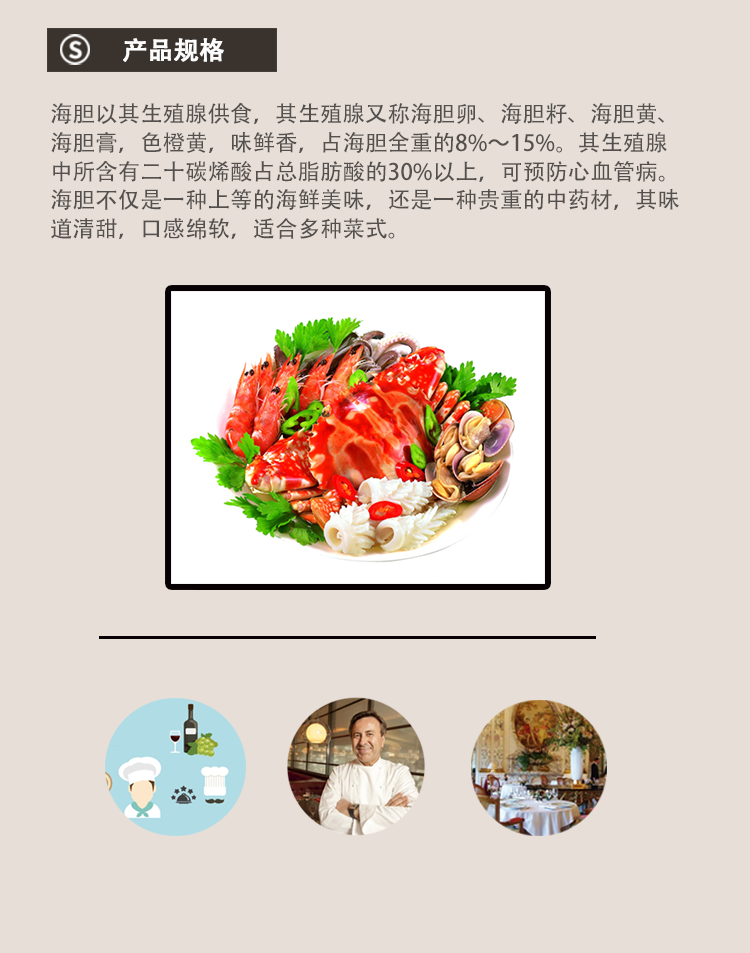 S 产品规格
海胆以其生殖腺供食，其生殖腺又称海胆卵、海胆籽、海胆黄、
海胆膏，色橙黄，味鲜香，占海胆全重的8%～15%。其生殖腺
中所含有二十碳烯酸占总脂肪酸的30%以上，可预防心血管病。
海胆不仅是一种上等的海鲜美味，还是一种贵重的中药材，其味
道清甜，口感绵软，适合多种菜式。